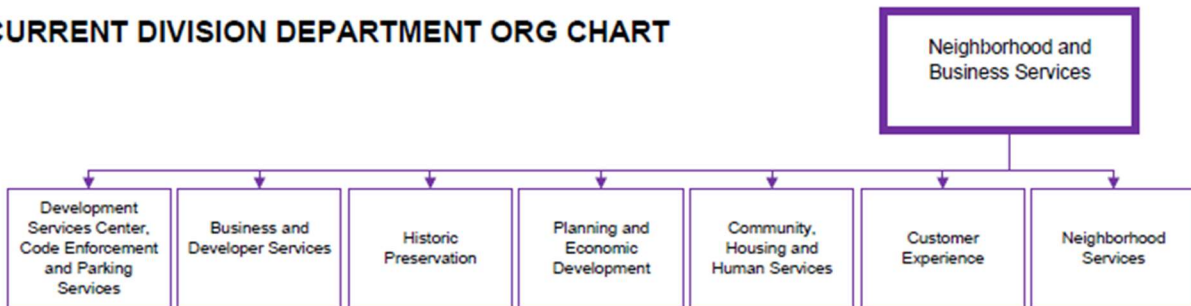 CURRENT DIVISION DEPARTMENT ORG CHART
Neighborhood and
Business Services
Development
Services Center,
Code Enforcement
and Parking
Services
Business and
Developer Services
Historic
Preservation
Planning and
Economic
Development
Community,
Housing and
Human Services
Customer
Experience
Neighborhood
Services